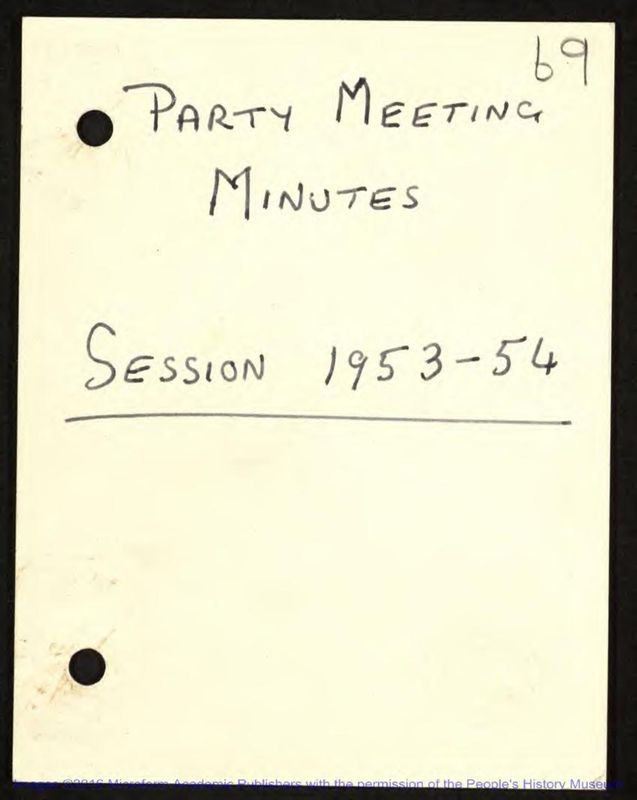 69
PARTY MEETING
MINUTES
SESSION 1953-54
Images ©2016 Microform Academic Publishers with the permission of the People's History Museum